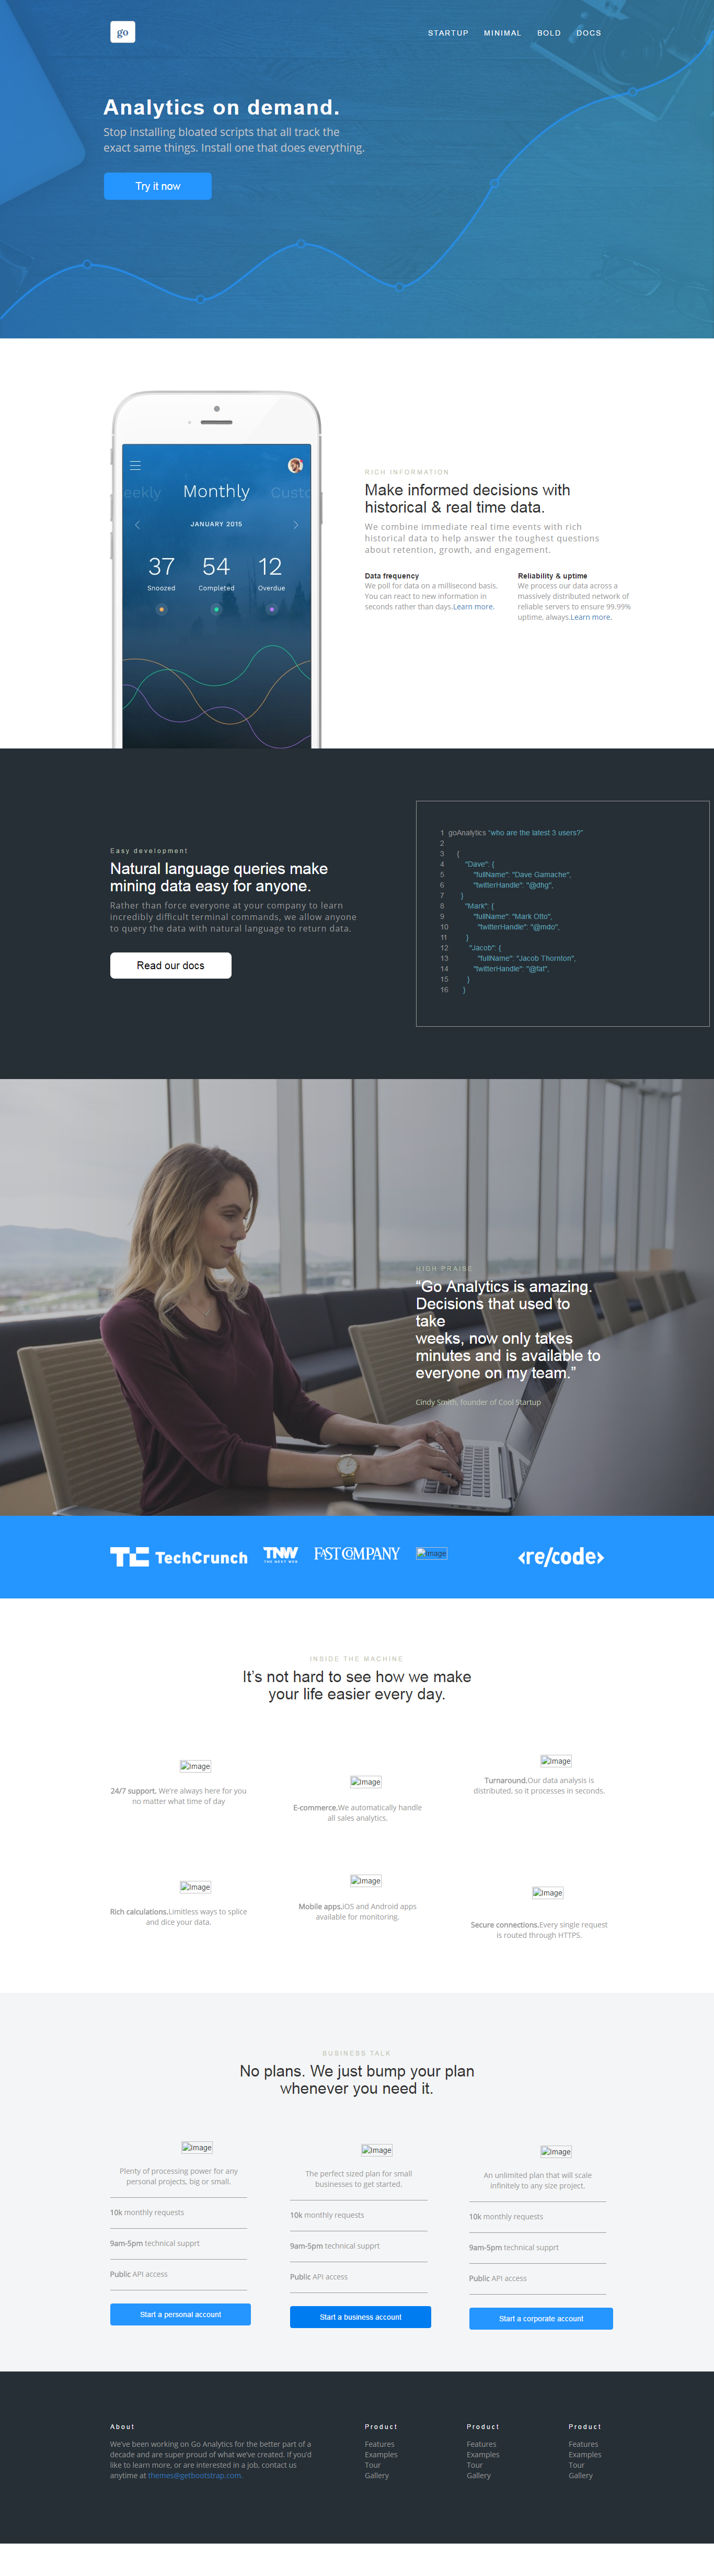 go
STARTUP MINIMAL BOLD DOCS
Analytics on demand.
Stop installing bloated scripts that all track the
exact same things. Install one that does everything.
Try it now
eekly Monthly Custo
JANUARY 2015
37 54 12
Snoozed Completed Overdue
RICH INFORMATION
Make informed decisions with
historical & real time data.
We combine immediate real time events with rich
historical data to help answer the toughest questions
about retention, growth, and engagement.
Data frequency
We poll for data on a millisecond basis.
You can react to new information in
seconds rather than days.Learn more.
Reliability & uptime
We process our data across a
massively distributed network of
reliable servers to ensure 99.99%
uptime, always.Learn more.
Easy development
Natural language queries make
mining data easy for anyone.
Rather than force everyone at your company to learn
incredibly difficult terminal commands, we allow anyone
to query the data with natural language to return data.
Read our docs
1 goAnalytics "who are the latest 3 users?"
2
3 {
4 "Dave": {
5 "fullName": "Dave Gamache",
6 "twitterHandle": "@dhg",
7 }
8 "Mark": {
9 "fullName": "Mark Otto",
10 "twitterHandle": "@mdo",
11 }
12 "Jacob": {
13 "fullName": "Jacob Thornton",
14 "twitterHandle": "@fat",
15 }
16 }
HIGH PRAISE
“Go Analytics is amazing.
Decisions that used to
take
weeks, now only takes
minutes and is available to
everyone on my team.”
Cindy Smith, founder of Cool Startup
TC TechCrunch TNW THE NEXT WEB FAST COMPANY Image <re/code>
INSIDE THE MACHINE
It’s not hard to see how we make
your life easier every day.
Image
24/7 support. We're always here for you
no matter what time of day
Image
E-commerce.We automatically handle
all sales analytics.
Image
Turnaround.Our data analysis is
distributed, so it processes in seconds.
Image
Rich calculations.Limitless ways to splice
and dice your data.
Image
Mobile apps.iOS and Android apps
available for monitoring.
Image
Secure connections.Every single request
is routed through HTTPS.
BUSINESS TALK
No plans. We just bump your plan
whenever you need it.
Image
Plenty of processing power for any
personal projects, big or small.
10k monthly requests
9am-5pm technical supprt
Public API access
Start a personal account
Image
The perfect sized plan for small
businesses to get started.
10k monthly requests
9am-5pm technical supprt
Public API access
Start a business account
Image
An unlimited plan that will scale
infinitely to any size project.
10k monthly requests
9am-5pm technical supprt
Public API access
Start a corporate account
About
We've been working on Go Analytics for the better part of a
decade and are super proud of what we've created. If you'd
like to learn more, or are interested in a job, contact us
anytime at themes@getbootstrap.com.
Product
Features
Examples
Tour
Gallery
Product
Features
Examples
Tour
Gallery
Product
Features
Examples
Tour
Gallery